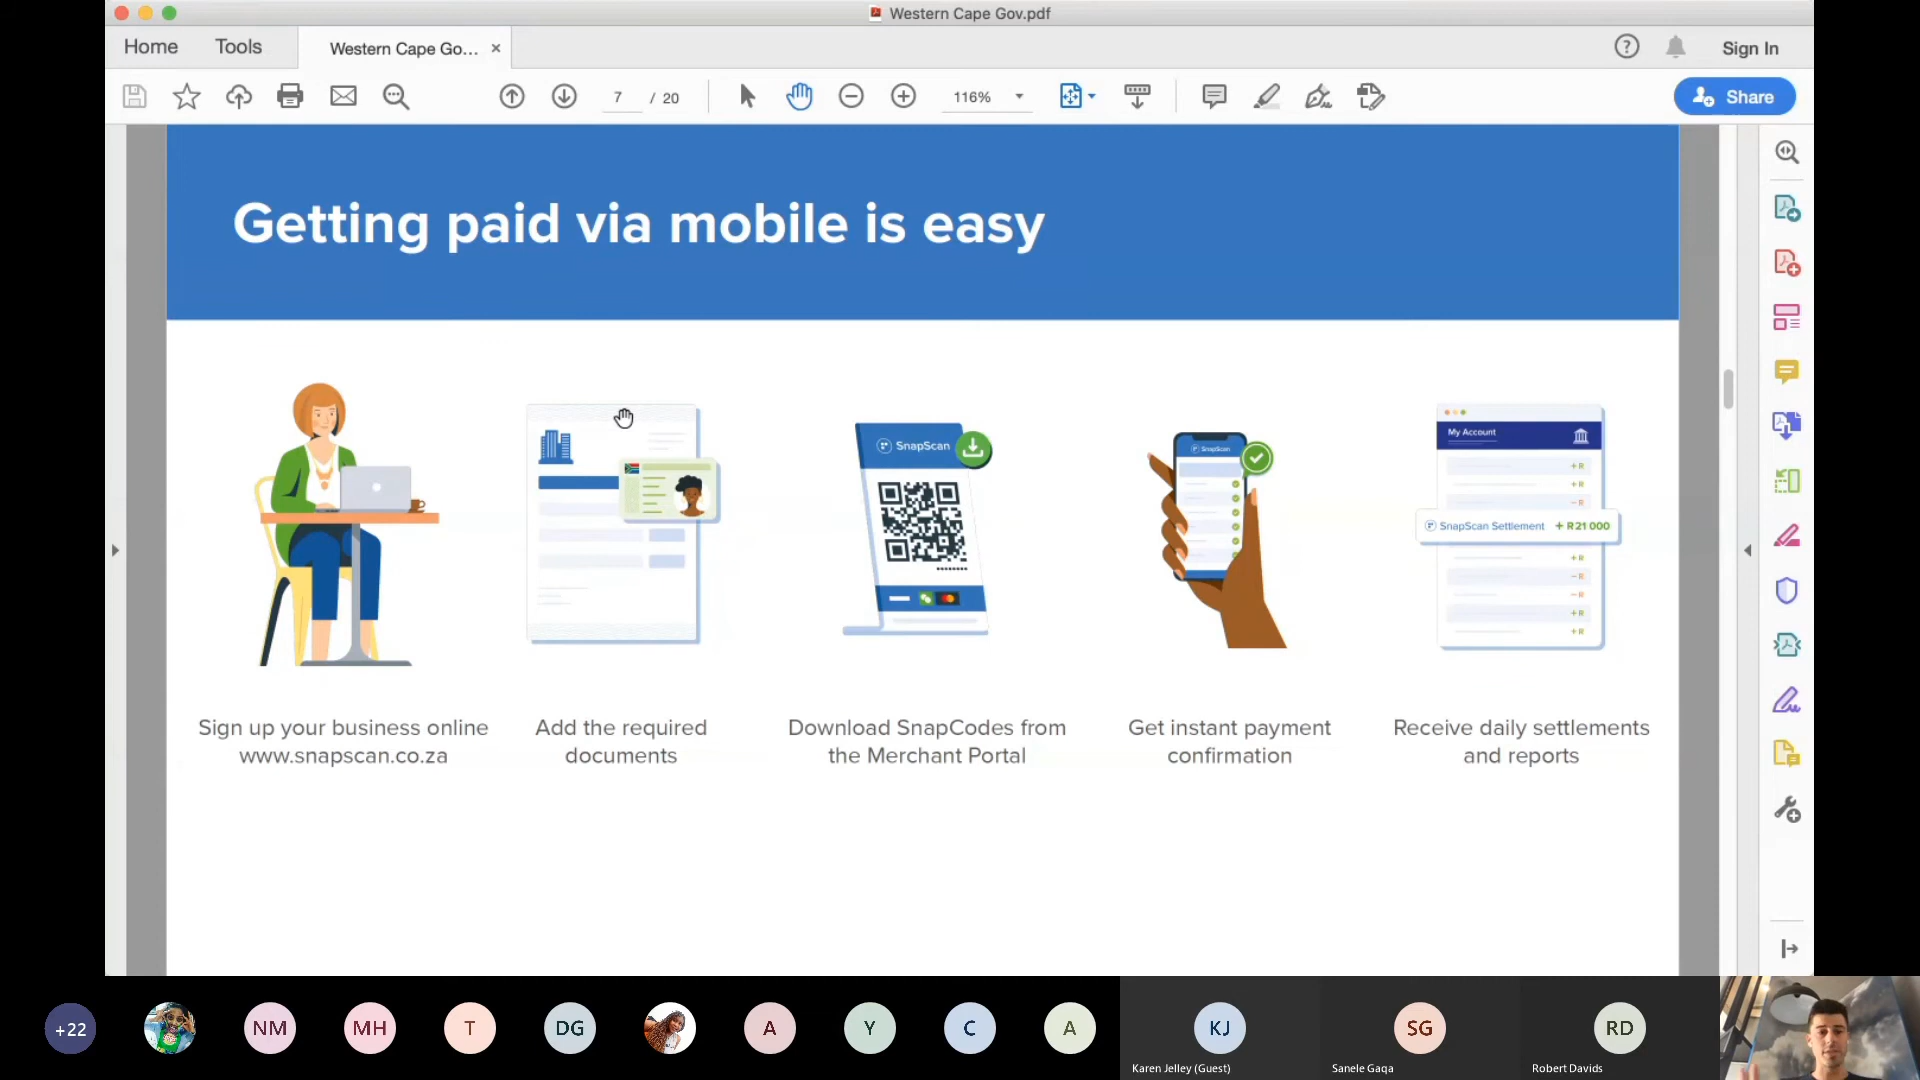 Western Cape Gov.pdf
Home
Tools
Western Cape Go...
Sign In
7 / 20
116%
Share
Getting paid via mobile is easy
SnapScan
SnapScan
My Account
+R
+R
-R
SnapScan Settlement + R21 000
+R
-R
-R
+R
+R
Sign up your business online
www.snapscan.co.za
Add the required
documents
Download SnapCodes from
the Merchant Portal
Get instant payment
confirmation
Receive daily settlements
and reports
+22
NM
MH
T
DG
A
Y
C
A
KJ
SG
RD
Karen Jelley (Guest)
Sanele Gaqa
Robert Davids